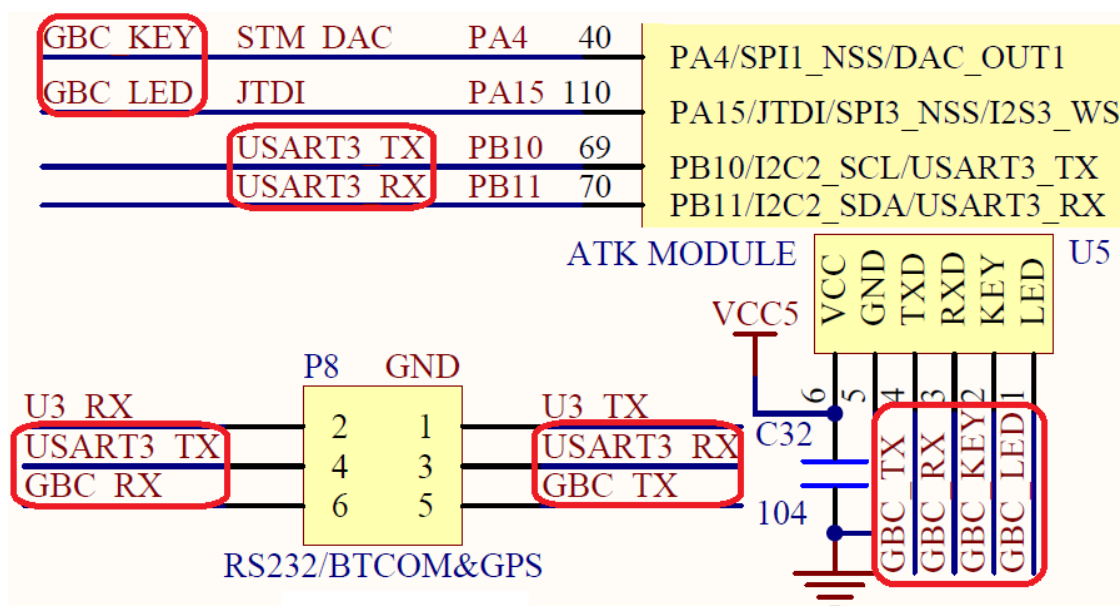 GBC_KEY STM_DAC PA4 40 PA4/SPI1_NSS/DAC_OUT1
GBC_LED JTDI PA15 110 PA15/JTDI/SPI3_NSS/I2S3_WS
USART3_TX PB10 69 PB10/I2C2_SCL/USART3_TX
USART3_RX PB11 70 PB11/I2C2_SDA/USART3_RX
ATK MODULE U5
VCC GND TXD RXD KEY LED
VCC5
6 5 4 3 2 1
P8 GND
U3_RX 2 1 U3_TX
USART3_TX 4 3 USART3_RX
GBC_RX 6 5 GBC_TX
RS232/BTCOM&GPS
C32
104
GBC_TX
GBC_RX
GBC_KEY
GBC_LED